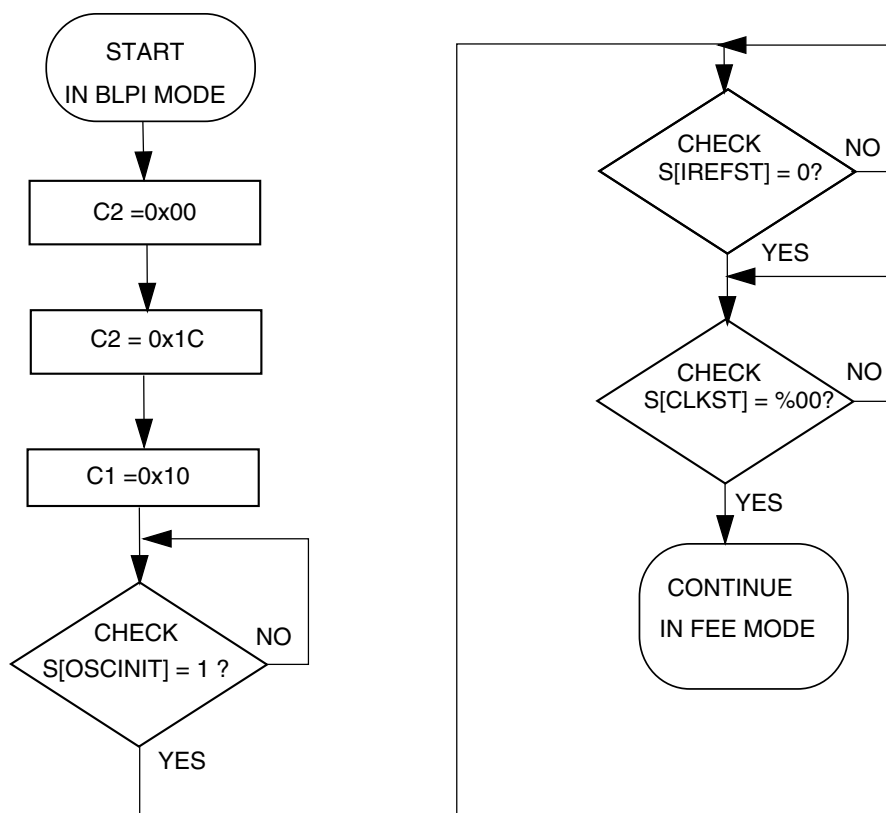 START
IN BLPI MODE
C2 =0x00
C2 = 0x1C
C1 =0x10
CHECK
S[OSCINIT] = 1 ?
NO
YES
CHECK
S[IREFST] = 0?
NO
YES
CHECK
S[CLKST] = %00?
NO
YES
CONTINUE
IN FEE MODE